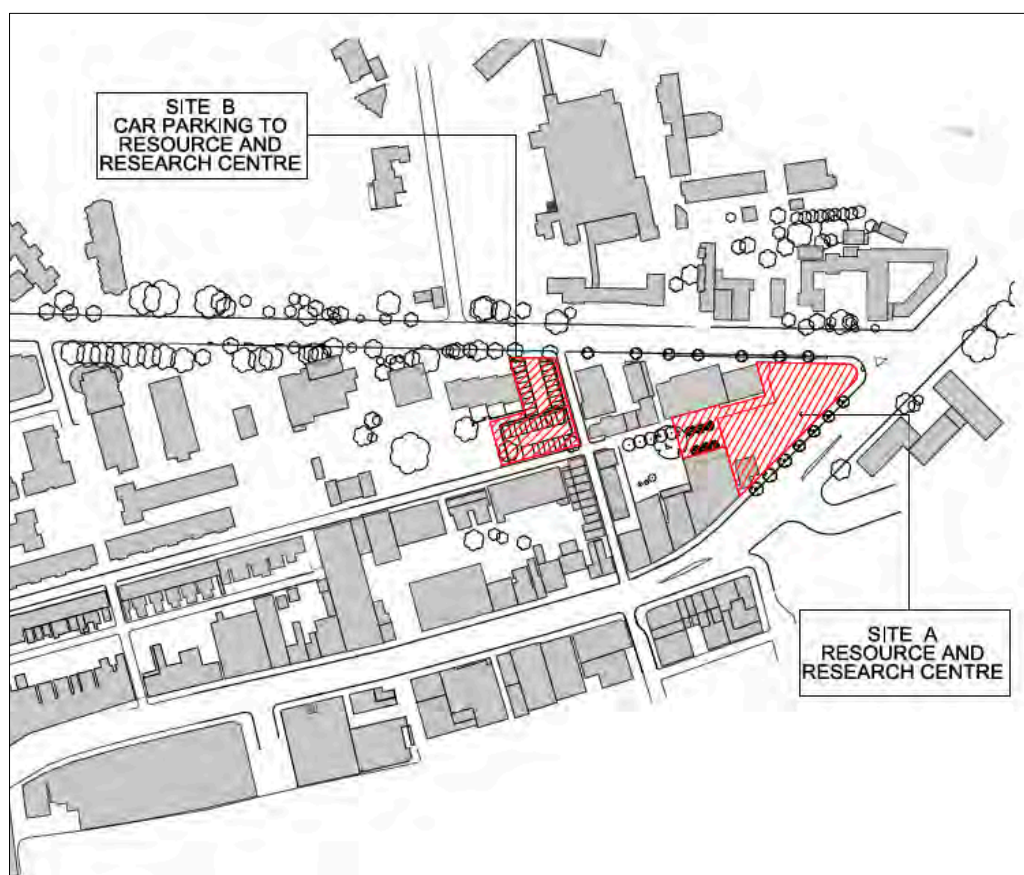 SITE B
CAR PARKING TO
RESOURCE AND
RESEARCH CENTRE
SITE A
RESOURCE AND
RESEARCH CENTRE